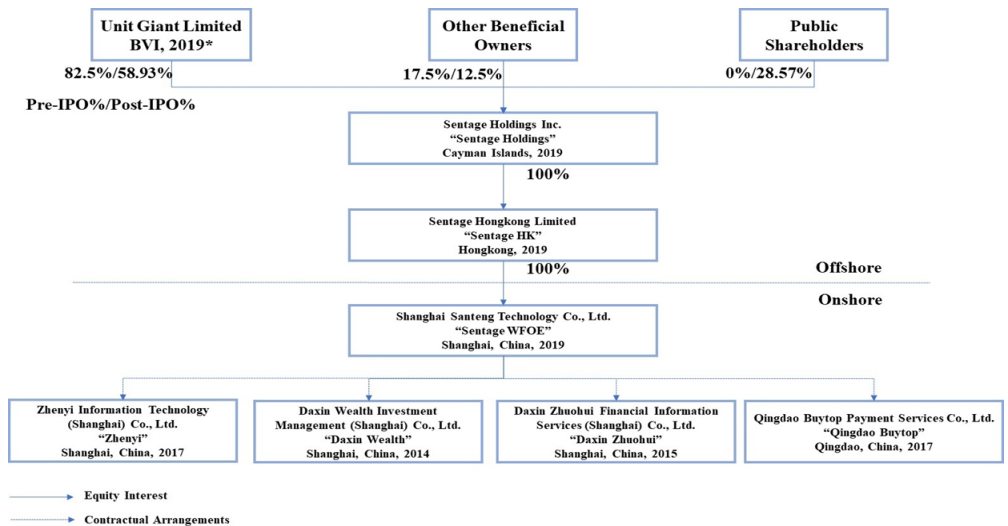 Unit Giant Limited
BVI, 2019*
Other Beneficial
Owners
Public
Shareholders
82.5%/58.93%
17.5%/12.5%
0%/28.57%
Pre-IPO%/Post-IPO%
Sentage Holdings Inc.
“Sentage Holdings”
Cayman Islands, 2019
100%
Sentage Hongkong Limited
“Sentage HK”
Hongkong, 2019
100%
Offshore
Onshore
Shanghai Santeng Technology Co., Ltd.
“Sentage WFOE”
Shanghai, China, 2019
Zhenyi Information Technology
(Shanghai) Co., Ltd.
“Zhenyi”
Shanghai, China, 2017
Daxin Wealth Investment
Management (Shanghai) Co., Ltd.
“Daxin Wealth”
Shanghai, China, 2014
Daxin Zhuohui Financial Information
Services (Shanghai) Co., Ltd.
“Daxin Zhuohui”
Shanghai, China, 2015
Qingdao Buytop Payment Services Co., Ltd.
“Qingdao Buytop”
Qingdao, China, 2017
Equity Interest
Contractual Arrangements